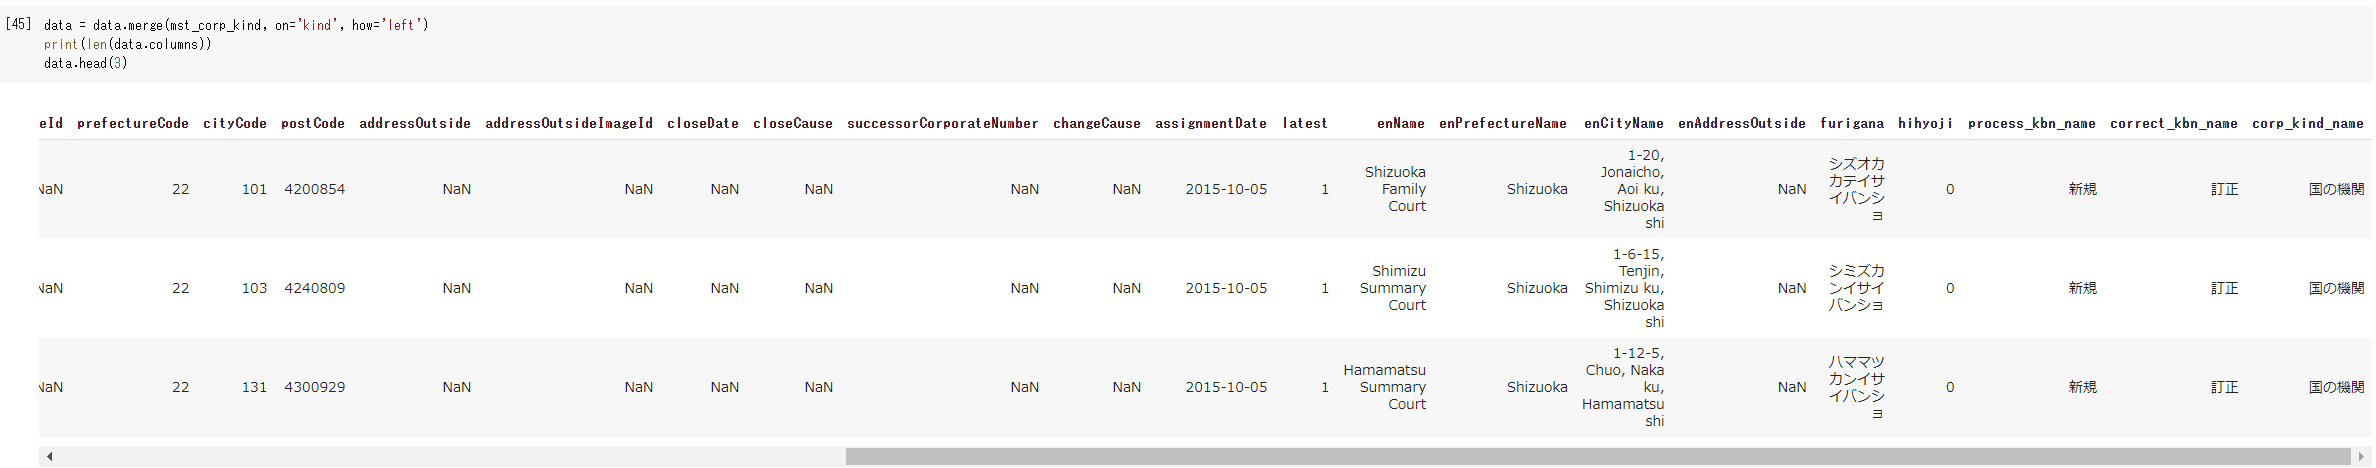 [45] data = data.merge(mst_corp_kind, on='kind', how='left')
print(len(data.columns))
data.head(3)
eId prefectureCode cityCode postCode addressOutside addressOutsideImageId closeDate closeCause successorCorporateNumber changeCause assignmentDate latest enName enPrefectureName enCityName enAddressOutside furigana hihyoji process_kbn_name correct_kbn_name corp_kind_name
NaN 22 101 4200854 NaN NaN NaN NaN NaN NaN 2015-10-05 1
Shizuoka
Family
Court
Shizuoka
1-20,
Jonaicho,
Aoi ku,
Shizuoka
shi
NaN
シズオカ
カテイサ
イバンシ
ョ
0 新規 訂正 国の機関
NaN 22 103 4240809 NaN NaN NaN NaN NaN NaN 2015-10-05 1
Shimizu
Summary
Court
Shizuoka
1-6-15,
Tenjin,
Shimizu ku,
Shizuoka
shi
NaN
シミズカ
ンイサイ
バンショ
0 新規 訂正 国の機関
NaN 22 131 4300929 NaN NaN NaN NaN NaN NaN 2015-10-05 1
Hamamatsu
Summary
Court
Shizuoka
1-12-5,
Chuo, Naka
ku,
Hamamatsu
shi
NaN
ハママツ
カンイサ
イバンシ
ョ
0 新規 訂正 国の機関